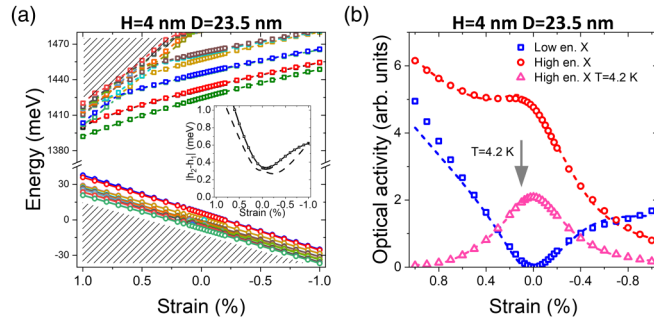 (a) H=4 nm D=23.5 nm
Energy (meV)
1470
1455
1440
1425
1410
30
15
0
-15
-30
1.0 0.5 0.0 -0.5 -1.0
Strain (%)
|h₂-h₁| (meV)
1.0
0.8
0.6
0.4
0.2
0.0
1.0 0.5 0.0 -0.5 -1.0
Strain (%)
(b) H=4 nm D=23.5 nm
Optical activity (arb. units)
6
4
2
0
Low en. X
High en. X
High en. X T=4.2 K
T=4.2 K
0.8 0.4 0.0 -0.4 -0.8
Strain (%)